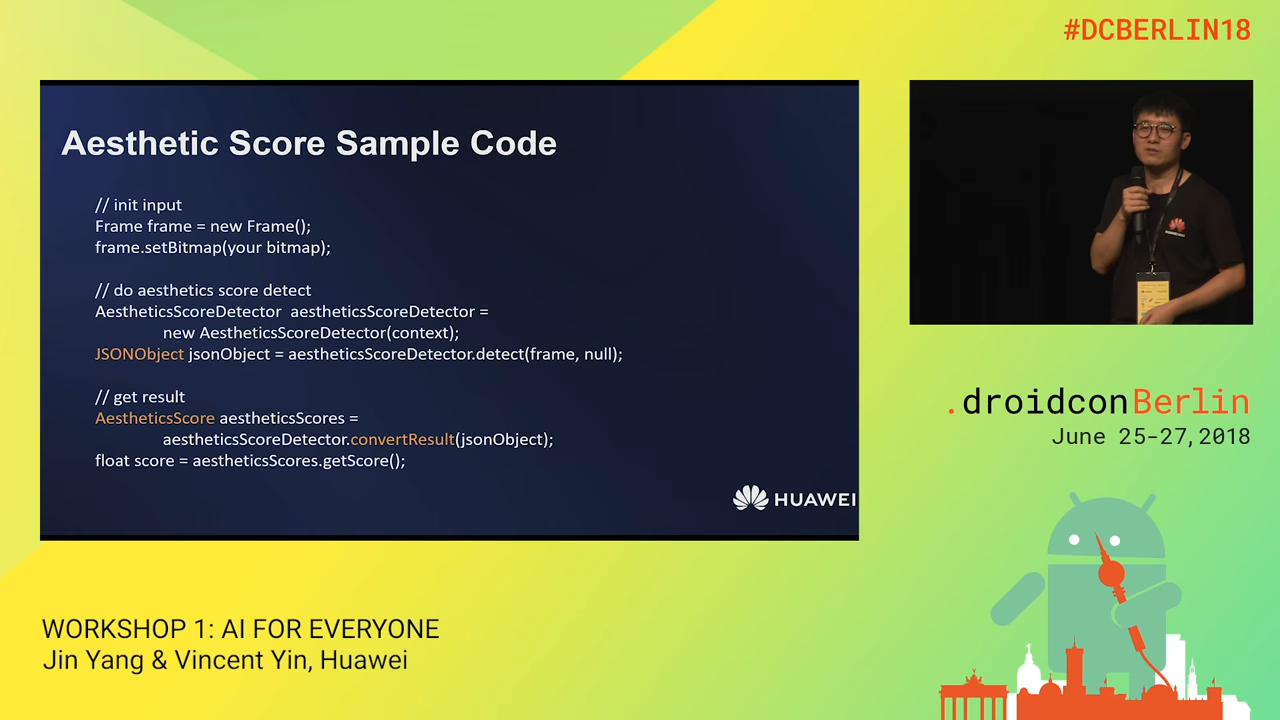 #DCBERLIN18
Aesthetic Score Sample Code
// init input
Frame frame = new Frame();
frame.setBitmap(your bitmap);
// do aesthetics score detect
AestheticsScoreDetector aestheticsScoreDetector =
new AestheticsScoreDetector(context);
JSONObject jsonObject = aestheticsScoreDetector.detect(frame, null);
// get result
AestheticsScore aestheticsScores =
aestheticsScoreDetector.convertResult(jsonObject);
float score = aestheticsScores.getScore();
HUAWEI
.droidconBerlin
June 25-27, 2018
WORKSHOP 1: AI FOR EVERYONE
Jin Yang & Vincent Yin, Huawei